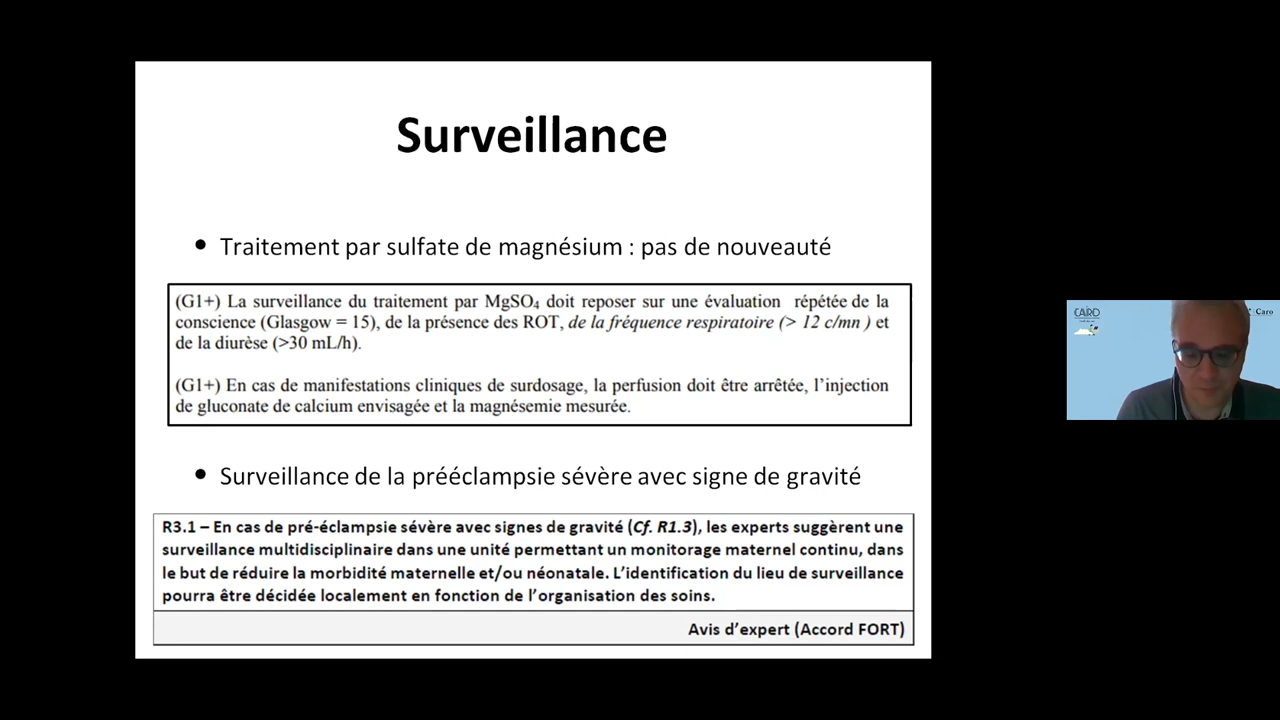 Surveillance
• Traitement par sulfate de magnésium : pas de nouveauté
(G1+) La surveillance du traitement par MgSO₄ doit reposer sur une évaluation répétée de la
conscience (Glasgow = 15), de la présence des ROT, de la fréquence respiratoire (> 12 c/mn ) et
de la diurèse (>30 mL/h).
(G1+) En cas de manifestations cliniques de surdosage, la perfusion doit être arrêtée, l’injection
de gluconate de calcium envisagée et la magnésemie mesurée.
• Surveillance de la prééclampsie sévère avec signe de gravité
R3.1 – En cas de pré-éclampsie sévère avec signes de gravité (Cf. R1.3), les experts suggèrent une
surveillance multidisciplinaire dans une unité permettant un monitorage maternel continu, dans
le but de réduire la morbidité maternelle et/ou néonatale. L’identification du lieu de surveillance
pourra être décidée localement en fonction de l’organisation des soins.
Avis d’expert (Accord FORT)
CARO
Caro